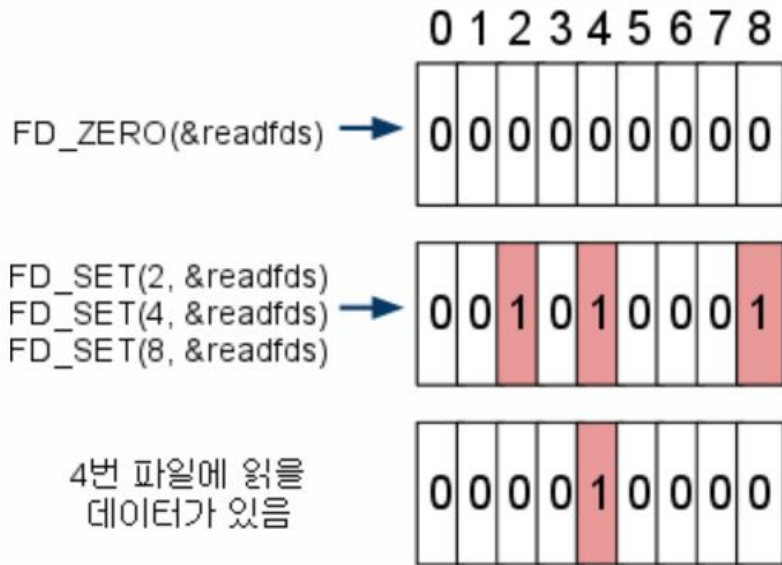 0 1 2 3 4 5 6 7 8
FD_ZERO(&readfds)
0 0 0 0 0 0 0 0 0
FD_SET(2, &readfds)
FD_SET(4, &readfds)
FD_SET(8, &readfds)
0 0 1 0 1 0 0 0 1
4번 파일에 읽을
데이터가 있음
0 0 0 0 1 0 0 0 0